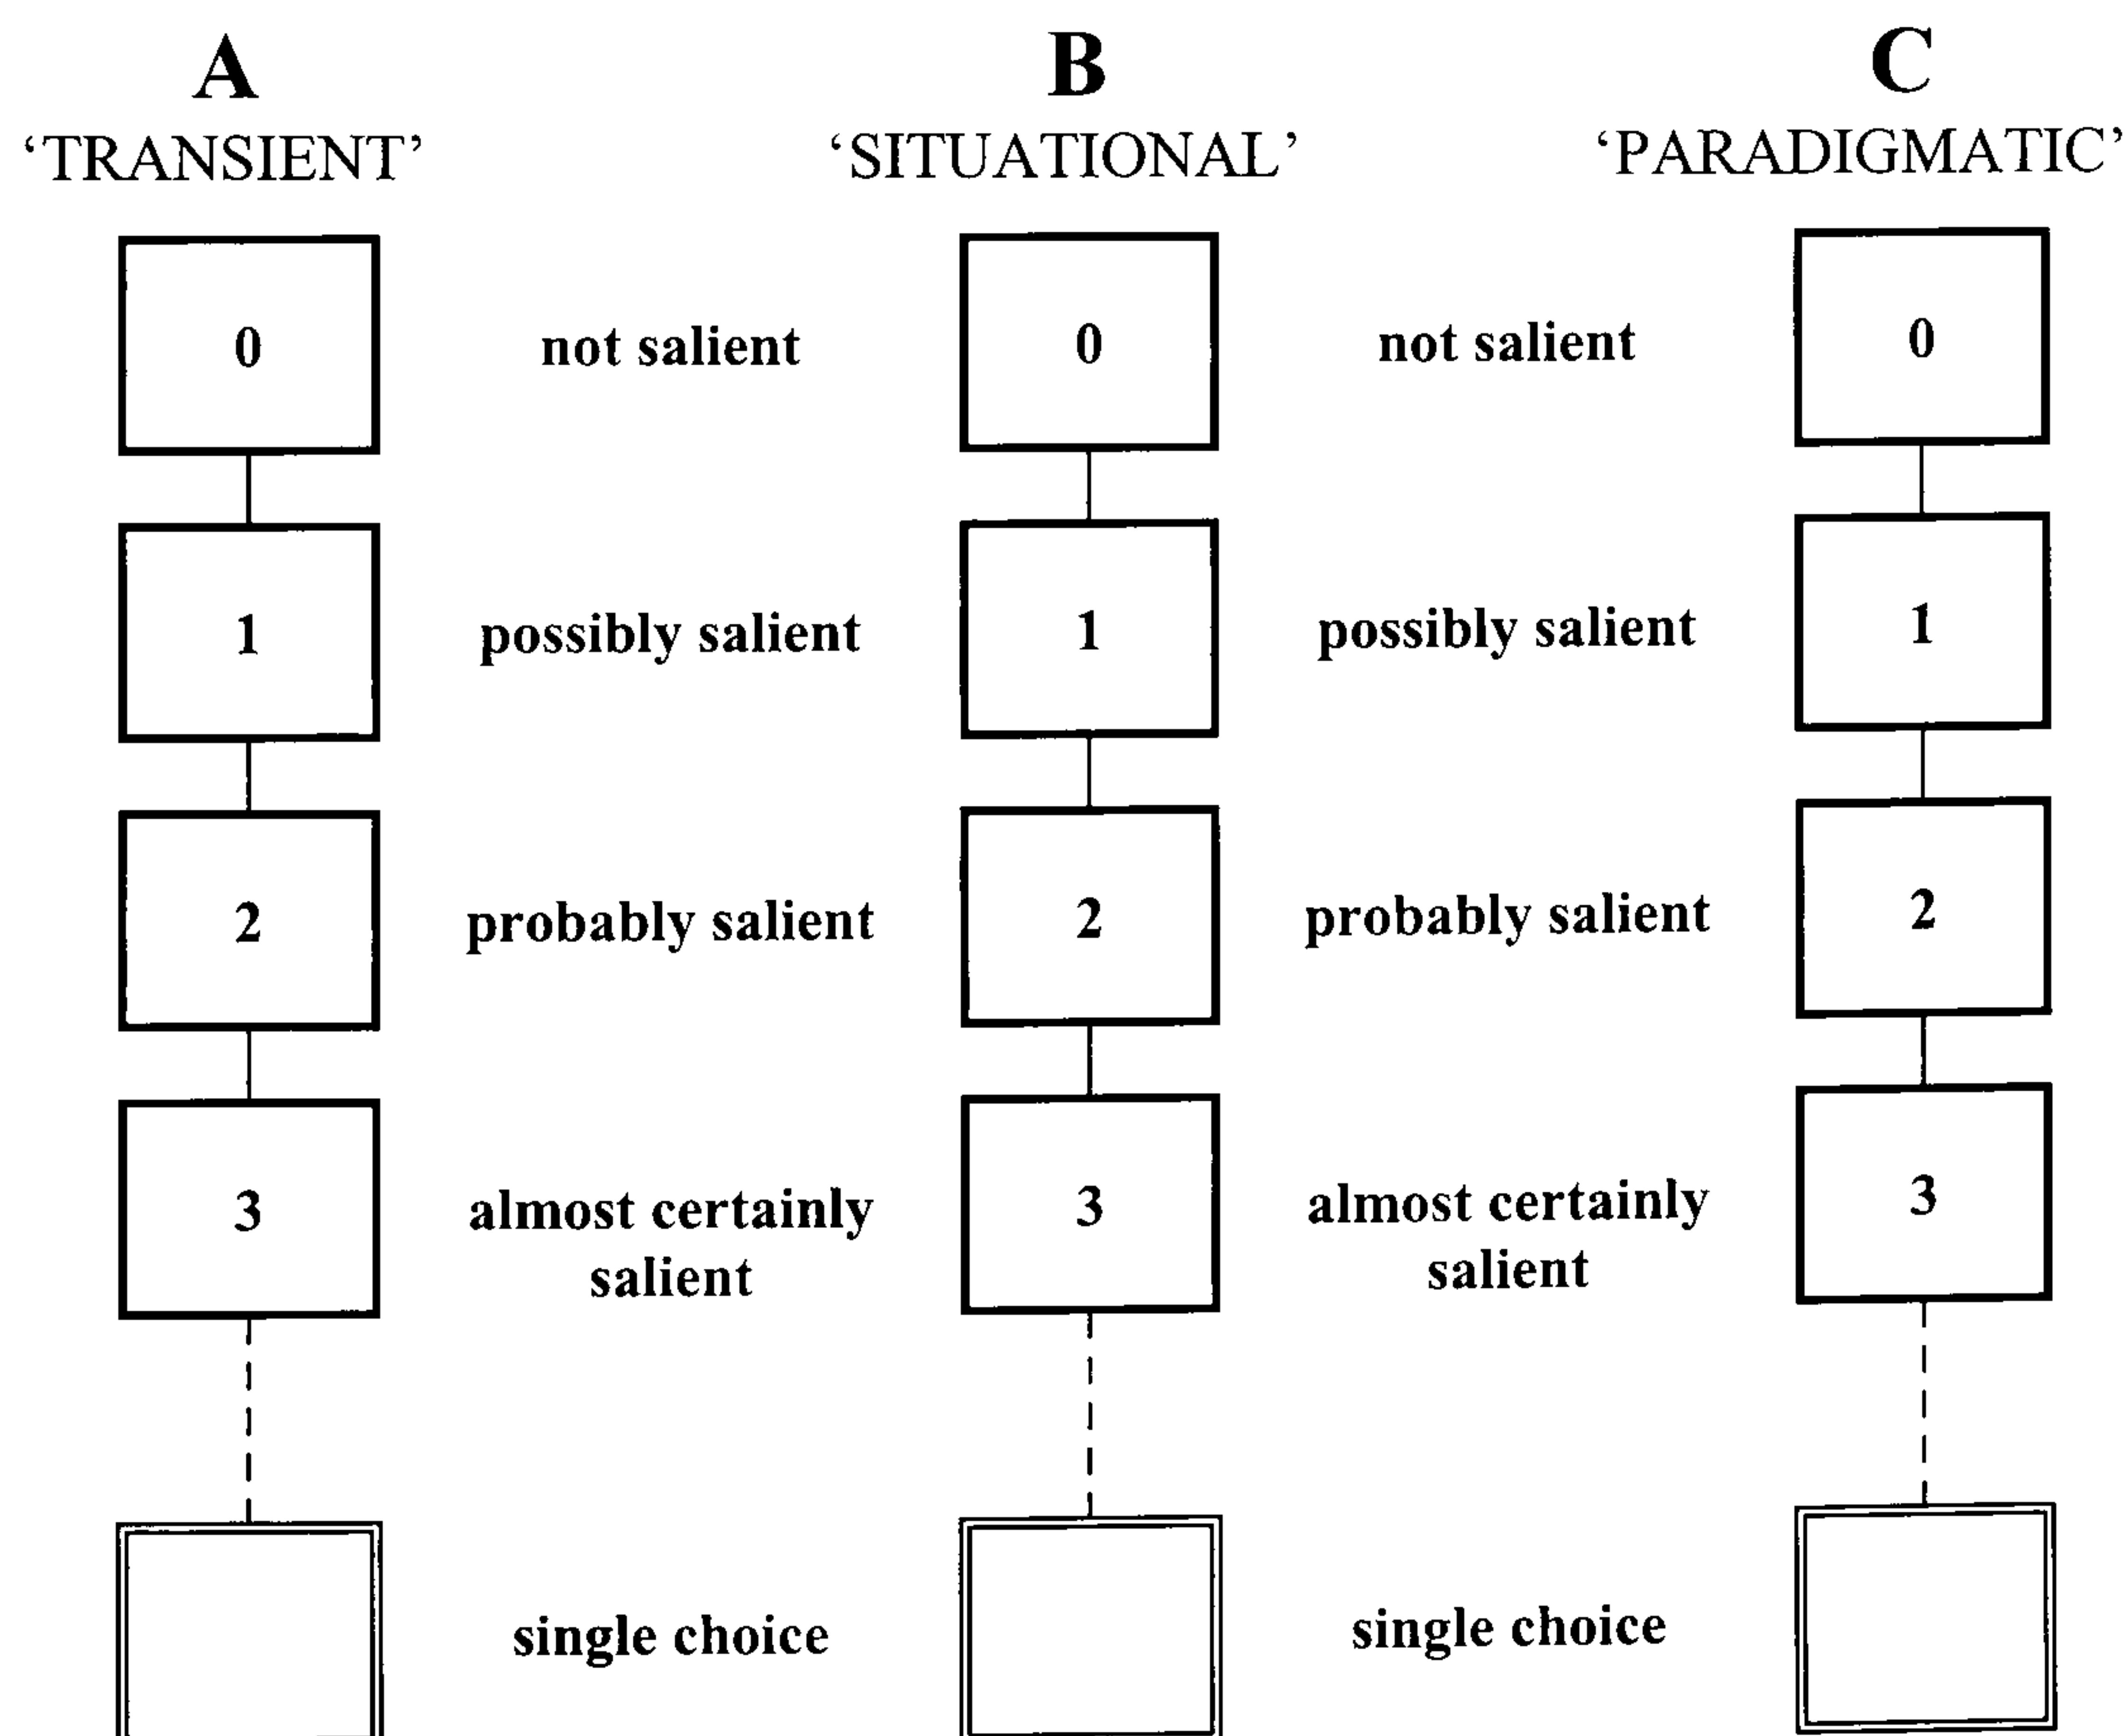 A B C
‘TRANSIENT’ ‘SITUATIONAL’ ‘PARADIGMATIC’
0 not salient 0 not salient 0
1 possibly salient 1 possibly salient 1
2 probably salient 2 probably salient 2
3 almost certainly 3 almost certainly 3
salient salient
single choice single choice